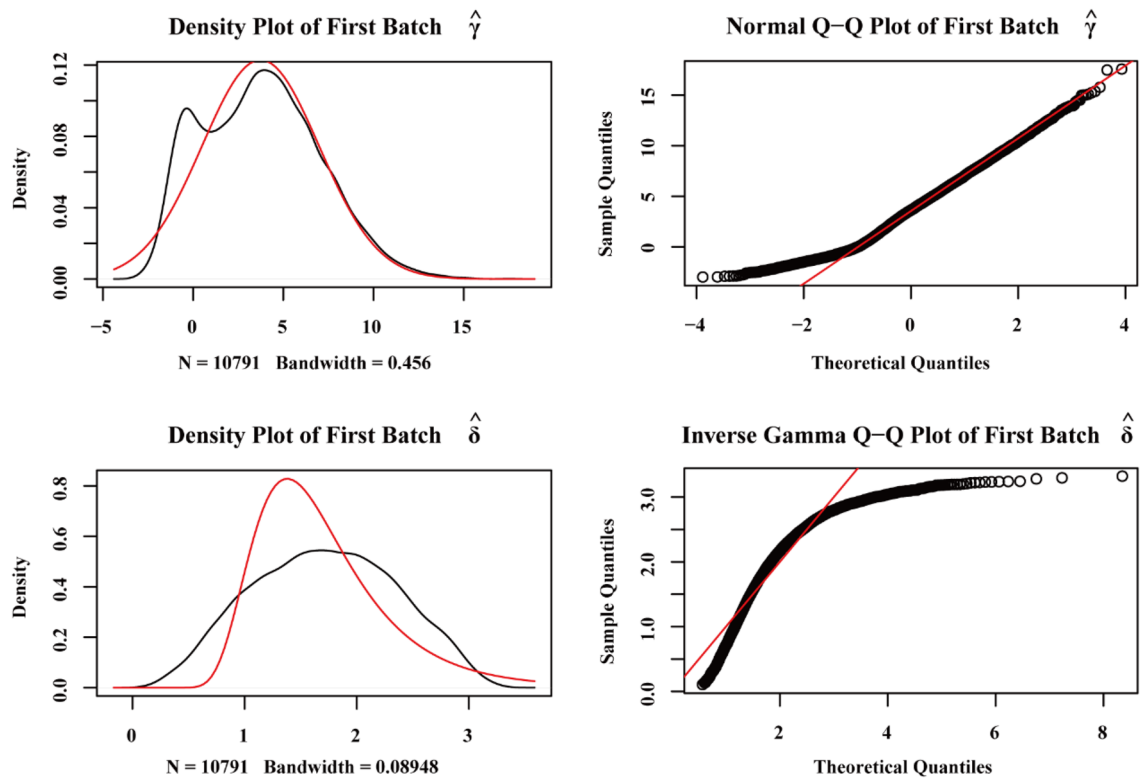 Density Plot of First Batch γ̂
Density
0.00 0.04 0.08 0.12
−5 0 5 10 15
N = 10791 Bandwidth = 0.456
Normal Q−Q Plot of First Batch γ̂
Sample Quantiles
0 5 10 15
−4 −2 0 2 4
Theoretical Quantiles
Density Plot of First Batch δ̂
Density
0.0 0.2 0.4 0.6 0.8
0 1 2 3
N = 10791 Bandwidth = 0.08948
Inverse Gamma Q−Q Plot of First Batch δ̂
Sample Quantiles
0.0 1.0 2.0 3.0
2 4 6 8
Theoretical Quantiles